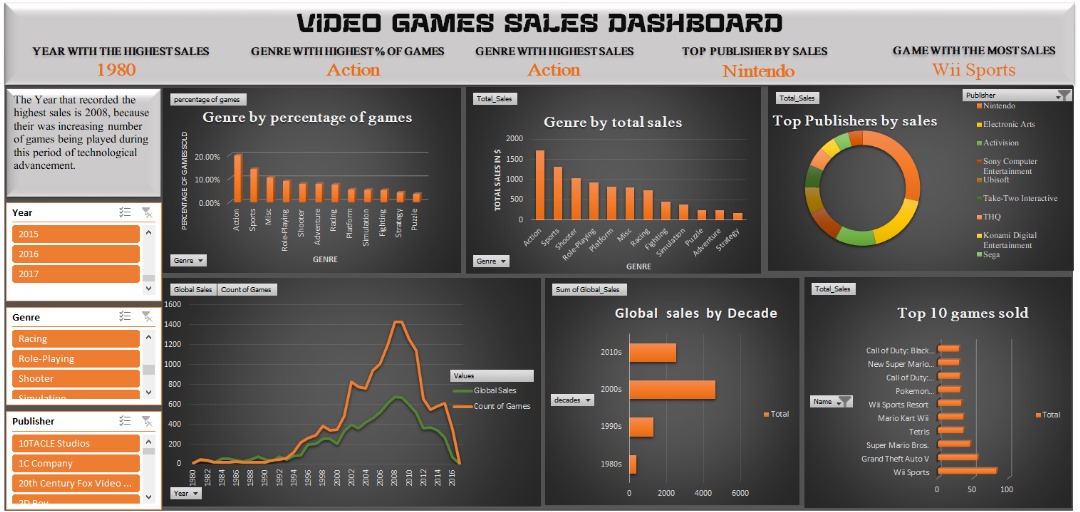 VIDEO GAMES SALES DASHBOARD
YEAR WITH THE HIGHEST SALES
1980
GENRE WITH HIGHEST % OF GAMES
Action
GENRE WITH HIGHEST SALES
Action
TOP PUBLISHER BY SALES
Nintendo
GAME WITH THE MOST SALES
Wii Sports
The Year that recorded the
highest sales is 2008, because
their was increasing number
of games being played during
this period of technological
advancement.
Year
2015
2016
2017
Genre
Racing
Role-Playing
Shooter
Simulation
Publisher
10TACLE Studios
1C Company
20th Century Fox Video ...
2D Boy
percentage of games
Genre by percentage of games
PERCENTAGE OF GAMES SOLD
20.00%
10.00%
0.00%
Action
Sports
Misc
Role-Playing
Shooter
Adventure
Racing
Platform
Simulation
Fighting
Strategy
Puzzle
GENRE
Genre
Total_Sales
Genre by total sales
TOTAL SALES IN $
2000
1500
1000
500
0
Action
Sports
Shooter
Role-Playing
Platform
Misc
Racing
Fighting
Simulation
Puzzle
Adventure
Strategy
GENRE
Genre
Total_Sales
Top Publishers by sales
Publisher
Nintendo
Electronic Arts
Activision
Sony Computer
Entertainment
Ubisoft
Take-Two Interactive
THQ
Konami Digital
Entertainment
Sega
Global Sales
Count of Games
1600
1400
1200
1000
800
600
400
200
0
1980
1982
1984
1986
1988
1990
1992
1994
1996
1998
2000
2002
2004
2006
2008
2010
2012
2014
2016
Values
Global Sales
Count of Games
Year
Sum of Global_Sales
Global sales by Decade
2010s
2000s
1990s
1980s
0
2000
4000
6000
decades
Total
Total_Sales
Top 10 games sold
Call of Duty: Black...
New Super Mario...
Call of Duty:...
Pokemon...
Wii Sports Resort
Mario Kart Wii
Tetris
Super Mario Bros.
Grand Theft Auto V
Wii Sports
0
50
100
Name
Total